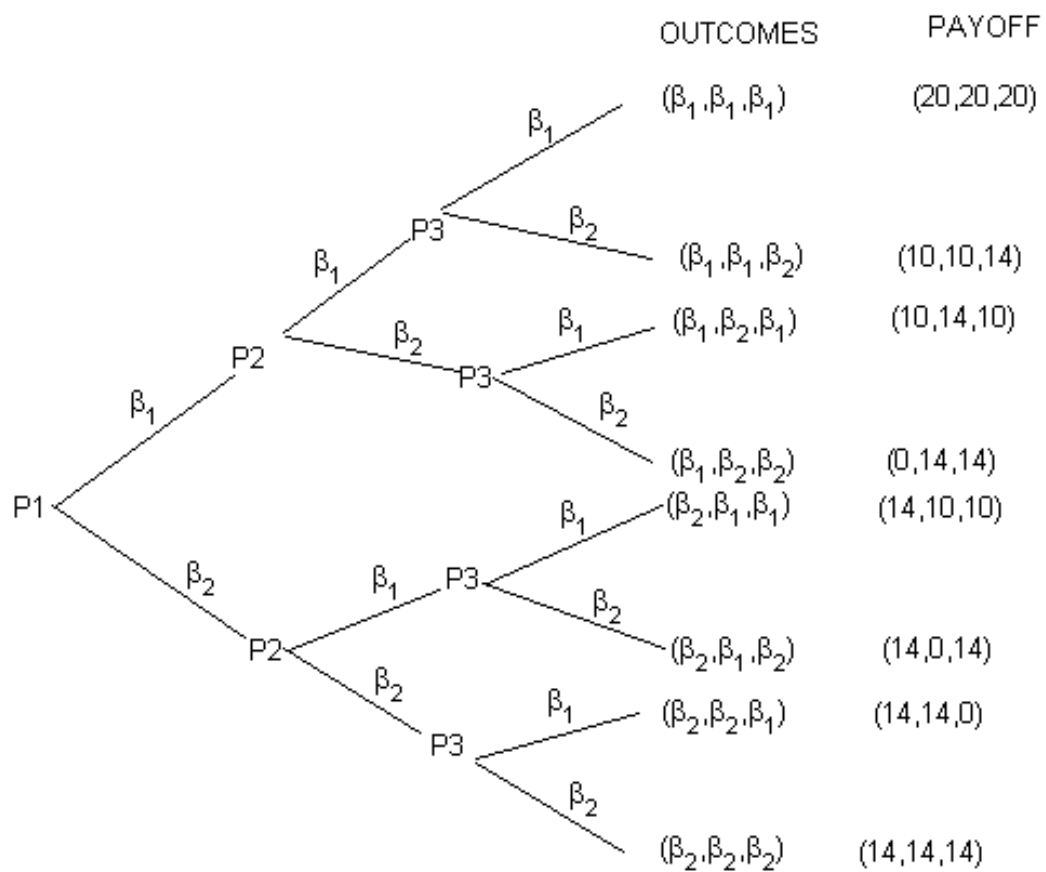 OUTCOMES PAYOFF
(β₁,β₁,β₁) (20,20,20)
β₁
P3
β₂
(β₁,β₁,β₂) (10,10,14)
β₁
β₁
(β₁,β₂,β₁) (10,14,10)
P2
β₂
P3
β₁
β₂
(β₁,β₂,β₂) (0,14,14)
P1
(β₂,β₁,β₁) (14,10,10)
β₁
β₂
β₁
P3
β₂
P2
(β₂,β₁,β₂) (14,0,14)
β₂
β₁
(β₂,β₂,β₁) (14,14,0)
P3
β₂
(β₂,β₂,β₂) (14,14,14)